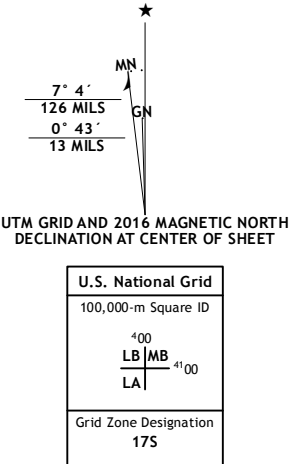 ★
MN
7° 4´
126 MILS
GN
0° 43´
13 MILS
UTM GRID AND 2016 MAGNETIC NORTH
DECLINATION AT CENTER OF SHEET
U.S. National Grid
100,000-m Square ID
⁴00
LB MB
⁴¹00
LA
Grid Zone Designation
17S